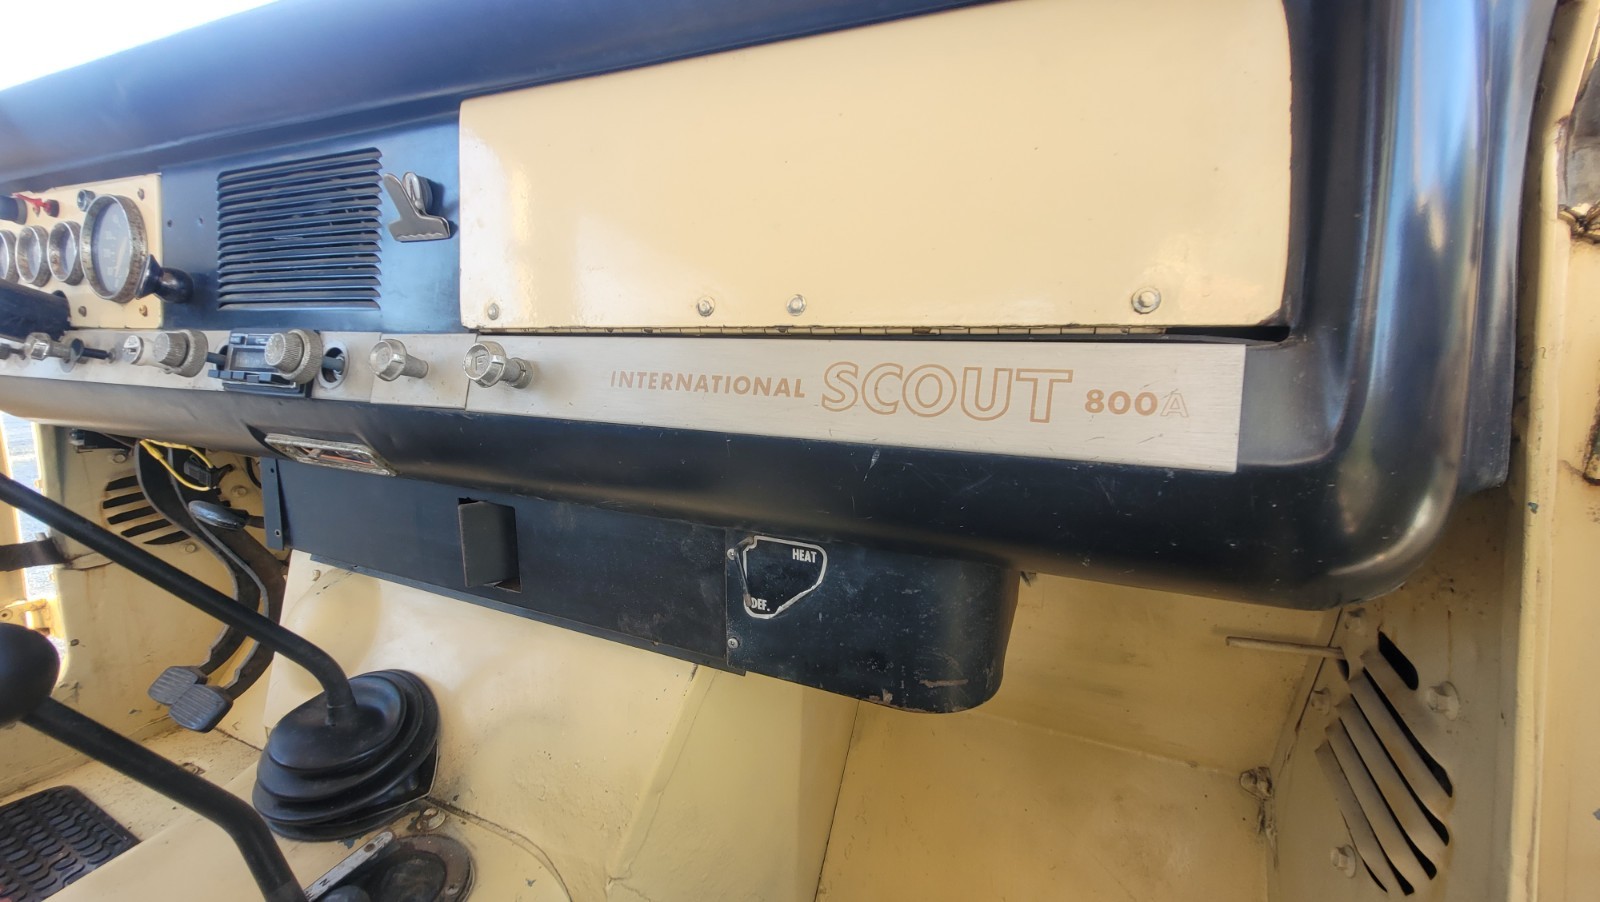 INTERNATIONAL SCOUT 800A
HEAT
DEF.